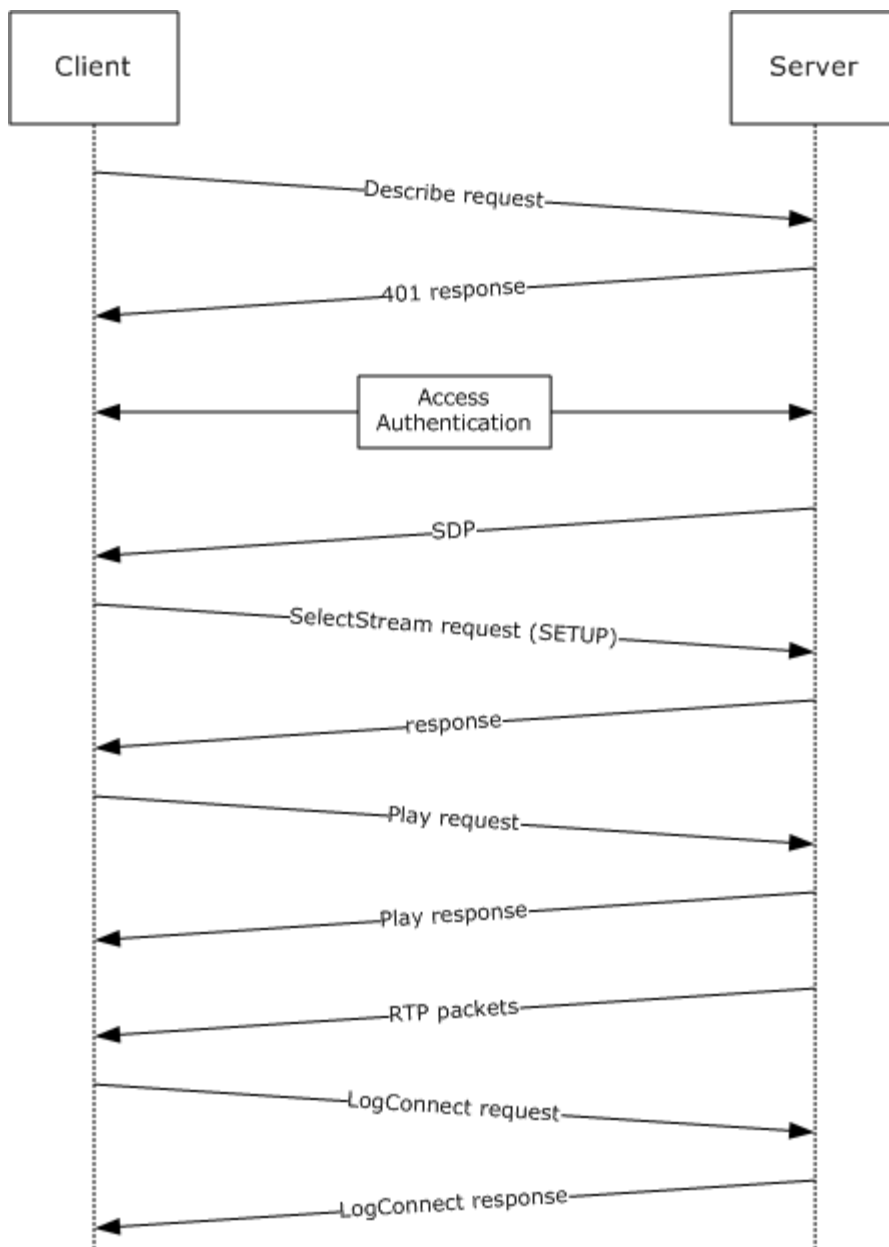 Client
Server
Describe request
401 response
Access
Authentication
SDP
SelectStream request (SETUP)
response
Play request
Play response
RTP packets
LogConnect request
LogConnect response